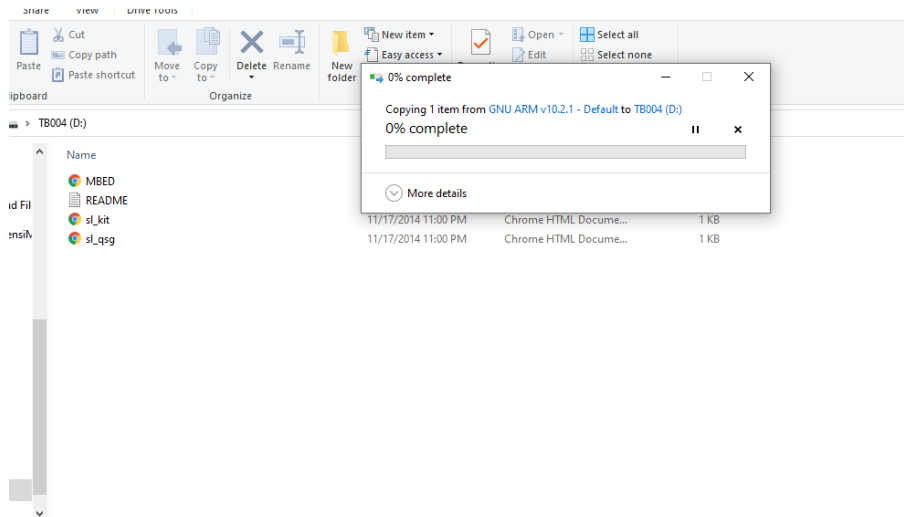 Share View Drive Tools
Cut
Copy path
Paste shortcut
Paste
Move to
Copy to
Delete
Rename
New folder
New item
Easy access
Open
Edit
Select all
Select none
Organize
TB004 (D:)
Name
MBED
README
sl_kit 11/17/2014 11:00 PM Chrome HTML Docume... 1 KB
sl_qsg 11/17/2014 11:00 PM Chrome HTML Docume... 1 KB
0% complete
Copying 1 item from GNU ARM v10.2.1 - Default to TB004 (D:)
0% complete
More details